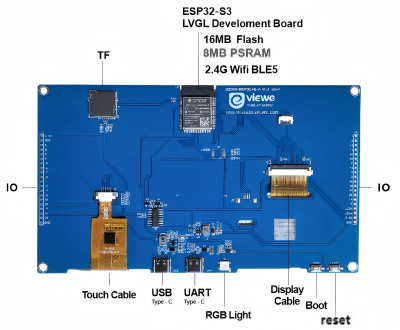 ESP32-S3
LVGL Develoment Board
16MB Flash
8MB PSRAM
2.4G Wifi BLE5
TF
VIEWE
IO
IO
Touch Cable
USB
Type - C
UART
Type - C
RGB Light
Display
Cable
Boot
reset